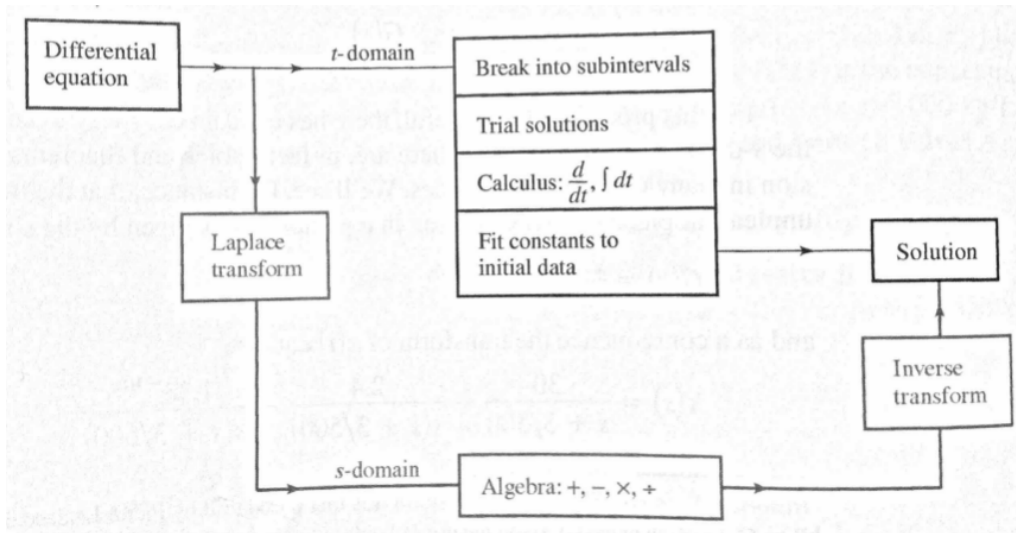 Differential
equation
t-domain
Break into subintervals
Trial solutions
Calculus: d/dt, ∫ dt
Fit constants to
initial data
Laplace
transform
Solution
Inverse
transform
s-domain
Algebra: +, −, ×, ÷